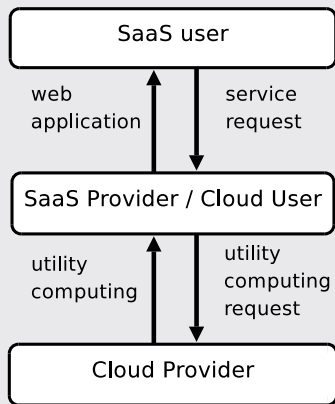 SaaS user
web
application
service
request
SaaS Provider / Cloud User
utility
computing
utility
computing
request
Cloud Provider